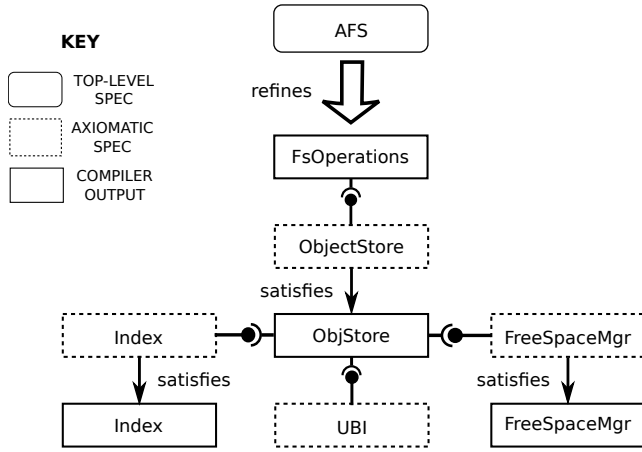 AFS
KEY
TOP-LEVEL
SPEC
refines
AXIOMATIC
SPEC
FsOperations
COMPILER
OUTPUT
ObjectStore
satisfies
Index
ObjStore
FreeSpaceMgr
satisfies
satisfies
Index
UBI
FreeSpaceMgr